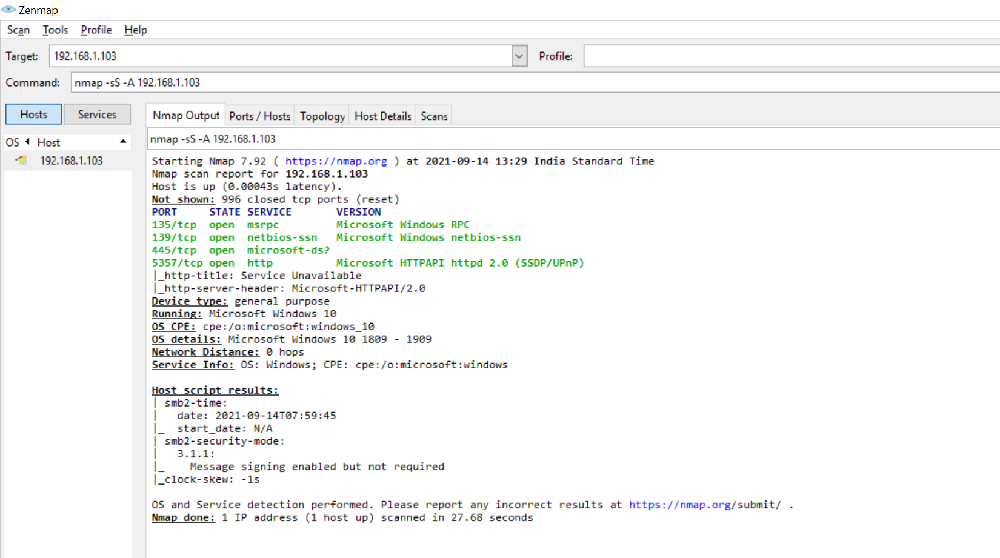 Zenmap
Scan Tools Profile Help
Target: 192.168.1.103 Profile:
Command: nmap -sS -A 192.168.1.103
Hosts Services
Nmap Output Ports / Hosts Topology Host Details Scans
OS Host
192.168.1.103
nmap -sS -A 192.168.1.103
Starting Nmap 7.92 ( https://nmap.org ) at 2021-09-14 13:29 India Standard Time
Nmap scan report for 192.168.1.103
Host is up (0.00043s latency).
Not shown: 996 closed tcp ports (reset)
PORT     STATE SERVICE       VERSION
135/tcp  open  msrpc         Microsoft Windows RPC
139/tcp  open  netbios-ssn   Microsoft Windows netbios-ssn
445/tcp  open  microsoft-ds?
5357/tcp open  http          Microsoft HTTPAPI httpd 2.0 (SSDP/UPnP)
|_http-title: Service Unavailable
|_http-server-header: Microsoft-HTTPAPI/2.0
Device type: general purpose
Running: Microsoft Windows 10
OS CPE: cpe:/o:microsoft:windows_10
OS details: Microsoft Windows 10 1809 - 1909
Network Distance: 0 hops
Service Info: OS: Windows; CPE: cpe:/o:microsoft:windows
Host script results:
| smb2-time:
|   date: 2021-09-14T07:59:45
|_  start_date: N/A
| smb2-security-mode:
|   3.1.1:
|_    Message signing enabled but not required
|_clock-skew: -1s
OS and Service detection performed. Please report any incorrect results at https://nmap.org/submit/ .
Nmap done: 1 IP address (1 host up) scanned in 27.68 seconds